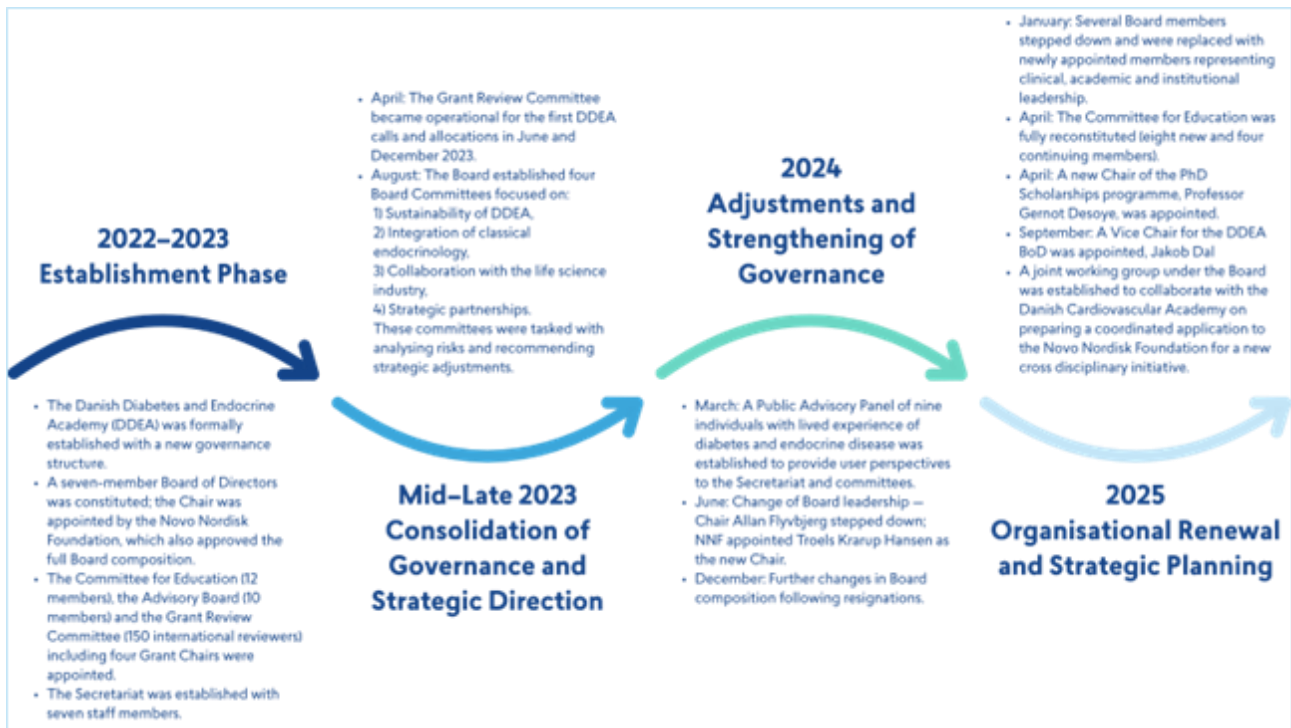 2022–2023
Establishment Phase
• The Danish Diabetes and Endocrine
Academy (DDEA) was formally
established with a new governance
structure.
• A seven-member Board of Directors
was constituted; the Chair was
appointed by the Novo Nordisk
Foundation, which also approved the
full Board composition.
• The Committee for Education (12
members), the Advisory Board (10
members) and the Grant Review
Committee (150 international reviewers)
including four Grant Chairs were
appointed.
• The Secretariat was established with
seven staff members.
• April: The Grant Review Committee
became operational for the first DDEA
calls and allocations in June and
December 2023.
• August: The Board established four
Board Committees focused on:
1) Sustainability of DDEA,
2) Integration of classical
endocrinology,
3) Collaboration with the life science
industry,
4) Strategic partnerships.
These committees were tasked with
analysing risks and recommending
strategic adjustments.
Mid–Late 2023
Consolidation of
Governance and
Strategic Direction
2024
Adjustments and
Strengthening of
Governance
• March: A Public Advisory Panel of nine
individuals with lived experience of
diabetes and endocrine disease was
established to provide user perspectives
to the Secretariat and committees.
• June: Change of Board leadership —
Chair Allan Flyvbjerg stepped down;
NNF appointed Troels Krarup Hansen as
the new Chair.
• December: Further changes in Board
composition following resignations.
• January: Several Board members
stepped down and were replaced with
newly appointed members representing
clinical, academic and institutional
leadership.
• April: The Committee for Education was
fully reconstituted (eight new and four
continuing members).
• April: A new Chair of the PhD
Scholarships programme, Professor
Gernot Desoye, was appointed.
• September: A Vice Chair for the DDEA
BoD was appointed, Jakob Dal
• A joint working group under the Board
was established to collaborate with the
Danish Cardiovascular Academy on
preparing a coordinated application to
the Novo Nordisk Foundation for a new
cross disciplinary initiative.
2025
Organisational Renewal
and Strategic Planning